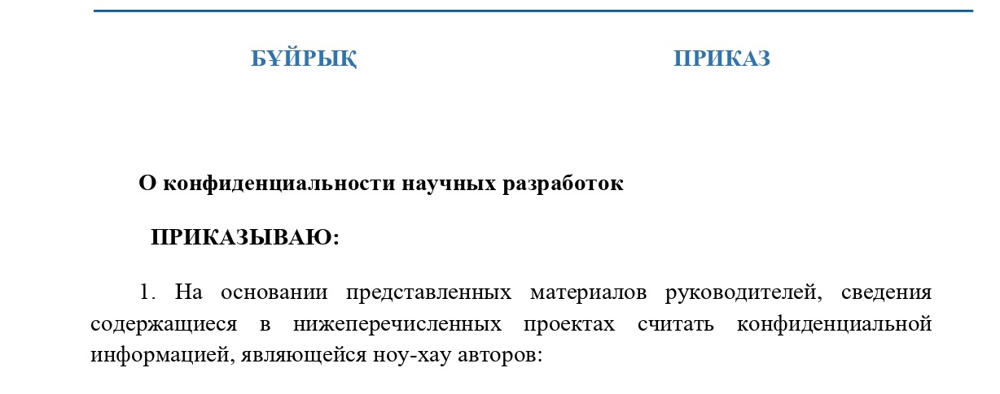 БҰЙРЫҚ ПРИКАЗ
О конфиденциальности научных разработок
ПРИКАЗЫВАЮ:
1. На основании представленных материалов руководителей, сведения
содержащиеся в нижеперечисленных проектах считать конфиденциальной
информацией, являющейся ноу-хау авторов: